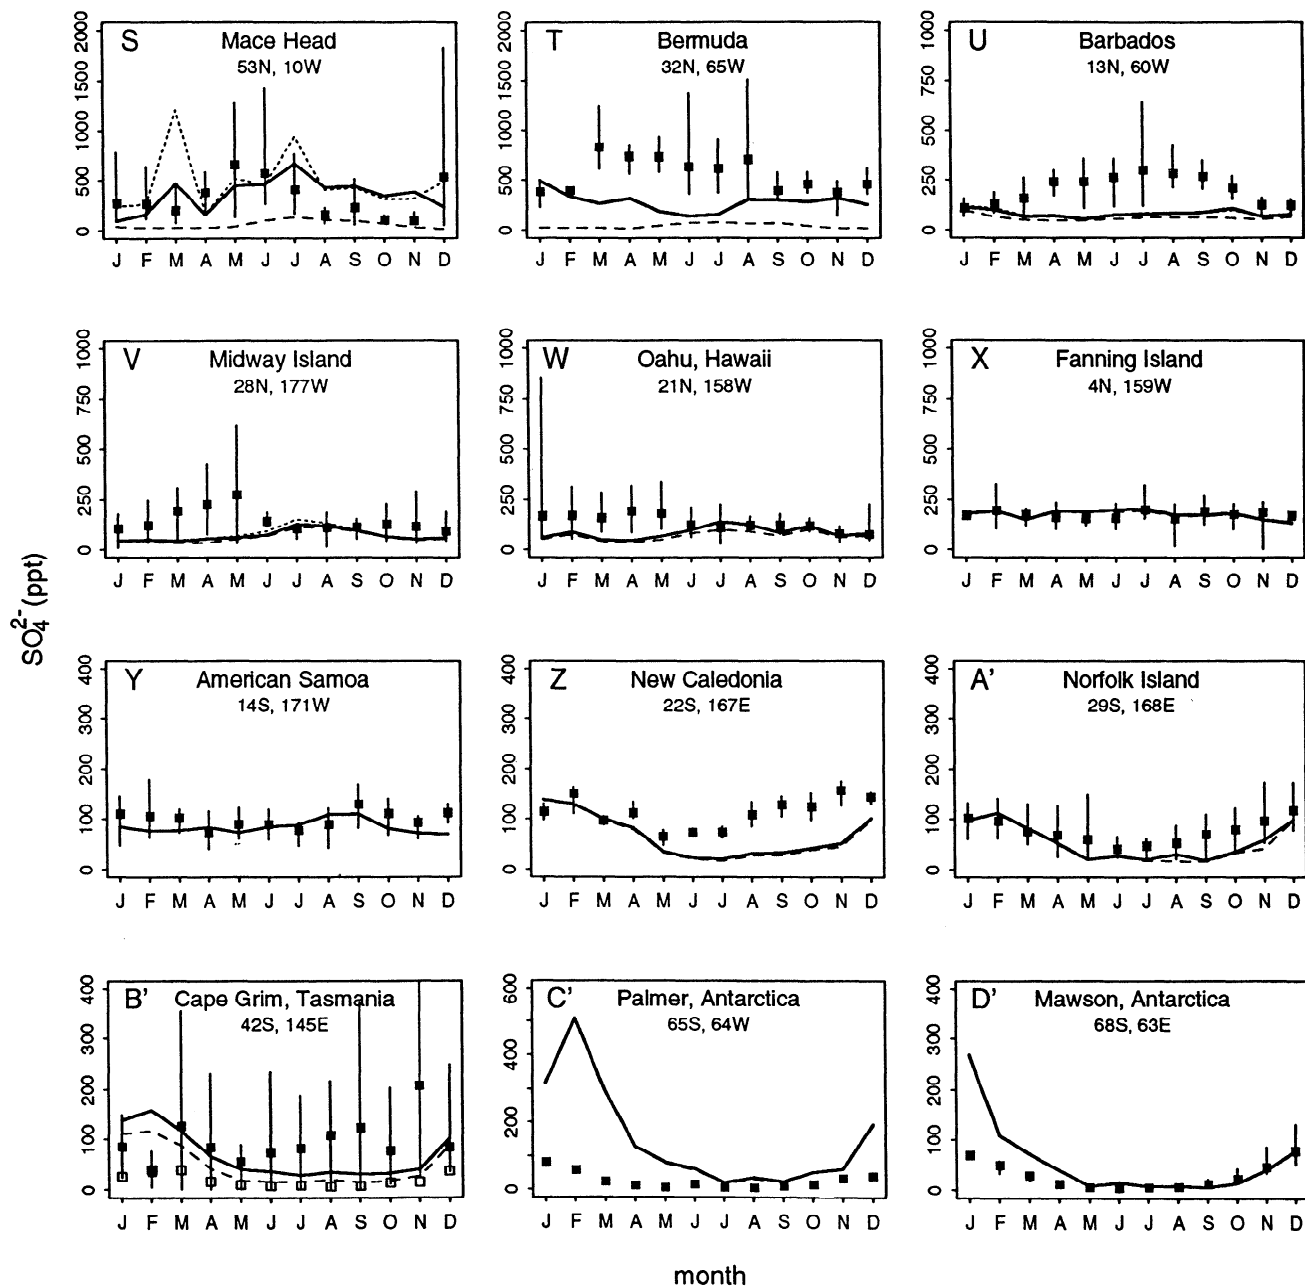 S Mace Head
53N, 10W
0 500 1000 1500 2000
J F M A M J J A S O N D
T Bermuda
32N, 65W
0 500 1000 1500 2000
J F M A M J J A S O N D
U Barbados
13N, 60W
0 250 500 750 1000
J F M A M J J A S O N D
V Midway Island
28N, 177W
0 250 500 750 1000
J F M A M J J A S O N D
W Oahu, Hawaii
21N, 158W
0 250 500 750 1000
J F M A M J J A S O N D
X Fanning Island
4N, 159W
0 250 500 750 1000
J F M A M J J A S O N D
SO₄²⁻ (ppt)
Y American Samoa
14S, 171W
0 100 200 300 400
J F M A M J J A S O N D
Z New Caledonia
22S, 167E
0 100 200 300 400
J F M A M J J A S O N D
A' Norfolk Island
29S, 168E
0 100 200 300 400
J F M A M J J A S O N D
B' Cape Grim, Tasmania
42S, 145E
0 100 200 300 400
J F M A M J J A S O N D
C' Palmer, Antarctica
65S, 64W
0 200 400 600
J F M A M J J A S O N D
D' Mawson, Antarctica
68S, 63E
0 100 200 300 400
J F M A M J J A S O N D
month